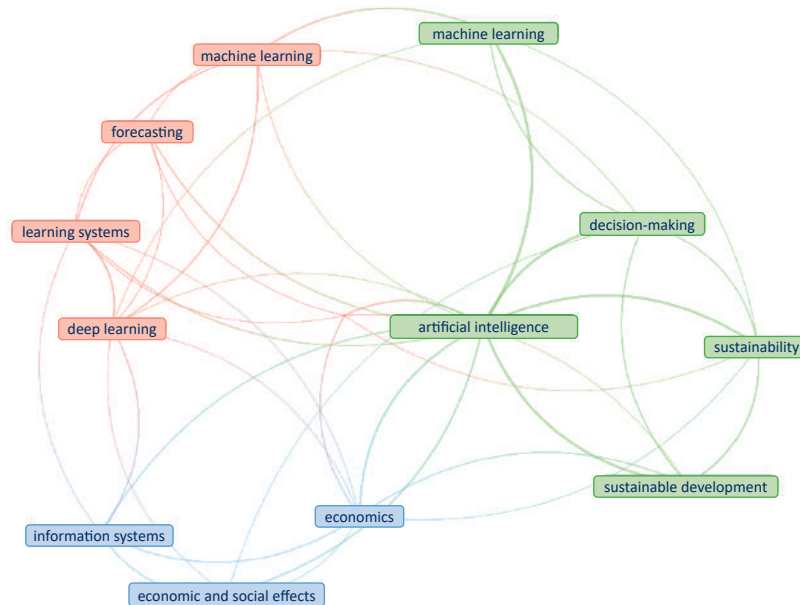 machine learning
machine learning
forecasting
decision-making
learning systems
deep learning
artificial intelligence
sustainability
sustainable development
economics
information systems
economic and social effects